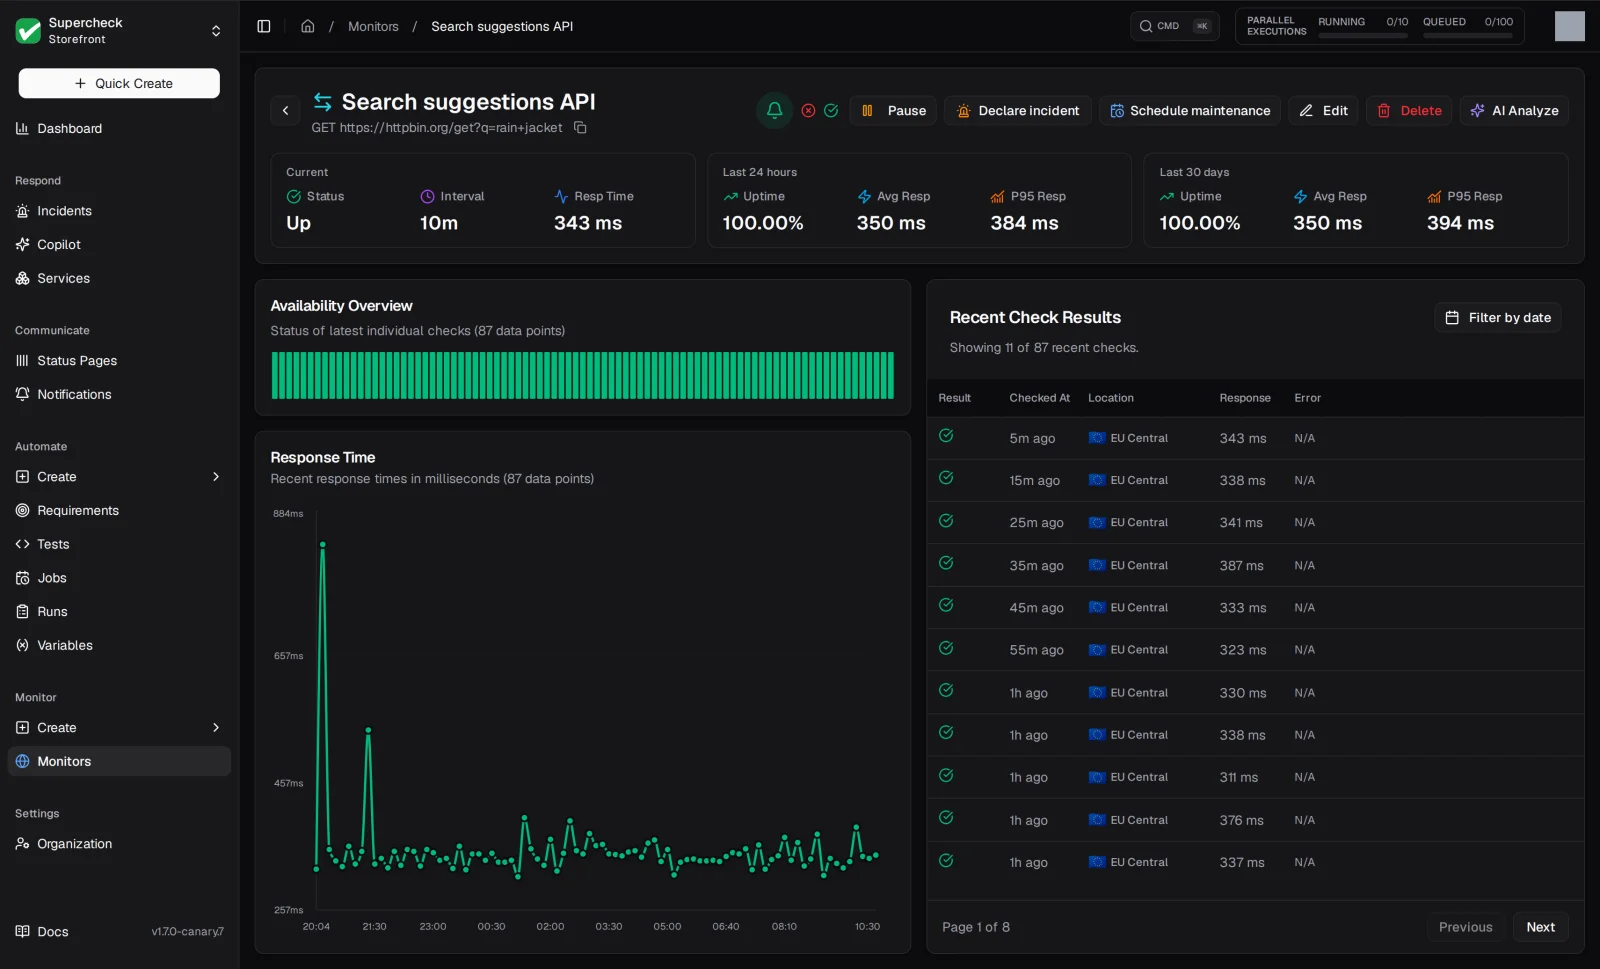 Supercheck
Storefront
Quick Create
Dashboard
Respond
Incidents
Copilot
Services
Communicate
Status Pages
Notifications
Automate
Create
Requirements
Tests
Jobs
Runs
Variables
Monitor
Create
Monitors
Settings
Organization
Docs
v1.7.0-canary.7
/ Monitors / Search suggestions API
CMD ⌘K
PARALLEL EXECUTIONS
RUNNING 0/10
QUEUED 0/100
Search suggestions API
GET https://httpbin.org/get?q=rain+jacket
Pause
Declare incident
Schedule maintenance
Edit
Delete
AI Analyze
Current
Status Interval Resp Time
Up 10m 343 ms
Last 24 hours
Uptime Avg Resp P95 Resp
100.00% 350 ms 384 ms
Last 30 days
Uptime Avg Resp P95 Resp
100.00% 350 ms 394 ms
Availability Overview
Status of latest individual checks (87 data points)
Response Time
Recent response times in milliseconds (87 data points)
884ms
657ms
457ms
257ms
20:04 21:30 23:00 00:30 02:00 03:30 05:00 06:40 08:10 10:30
Recent Check Results
Showing 11 of 87 recent checks.
Filter by date
Result Checked At Location Response Error
5m ago EU Central 343 ms N/A
15m ago EU Central 338 ms N/A
25m ago EU Central 341 ms N/A
35m ago EU Central 387 ms N/A
45m ago EU Central 333 ms N/A
55m ago EU Central 323 ms N/A
1h ago EU Central 330 ms N/A
1h ago EU Central 338 ms N/A
1h ago EU Central 311 ms N/A
1h ago EU Central 376 ms N/A
1h ago EU Central 337 ms N/A
Page 1 of 8
Previous
Next